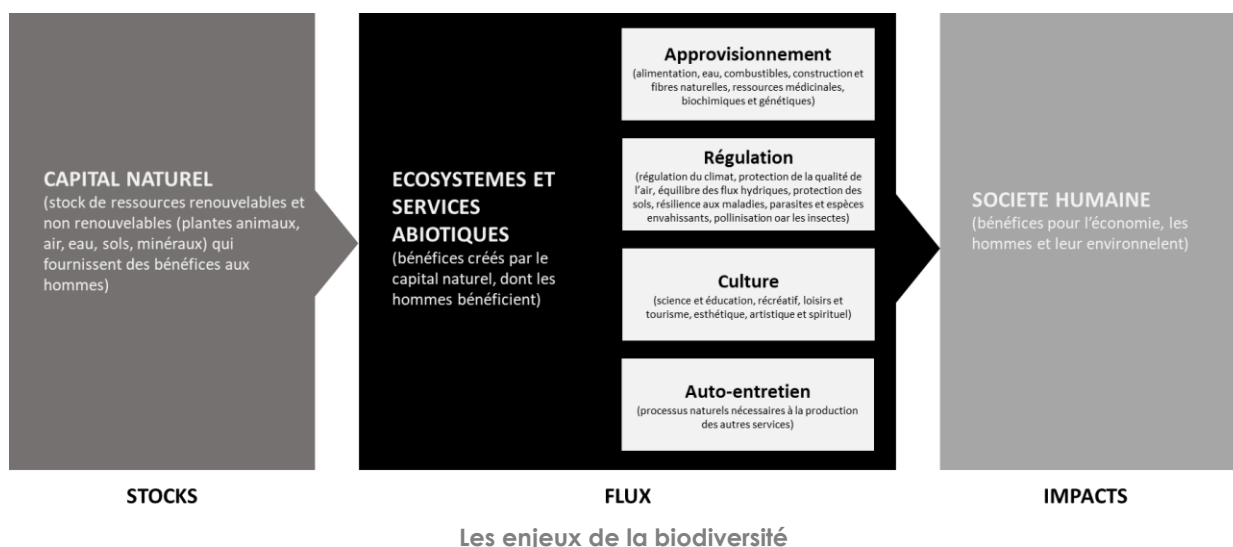 CAPITAL NATUREL
(stock de ressources renouvelables et
non renouvelables (plantes animaux,
air, eau, sols, minéraux) qui
fournissent des bénéfices aux
hommes)
ECOSYSTEMES ET
SERVICES
ABIOTIQUES
(bénéfices créés par le
capital naturel, dont les
hommes bénéficient)
Approvisionnement
(alimentation, eau, combustibles, construction et
fibres naturelles, ressources médicinales,
biochimiques et génétiques)
Régulation
(régulation du climat, protection de la qualité de
l'air, équilibre des flux hydriques, protection des
sols, résilience aux maladies, parasites et espèces
envahissants, pollinisation oar les insectes)
Culture
(science et éducation, récréatif, loisirs et
tourisme, esthétique, artistique et spirituel)
Auto-entretien
(processus naturels nécessaires à la production
des autres services)
SOCIETE HUMAINE
(bénéfices pour l'économie, les
hommes et leur environnelent)
STOCKS
FLUX
IMPACTS
Les enjeux de la biodiversité